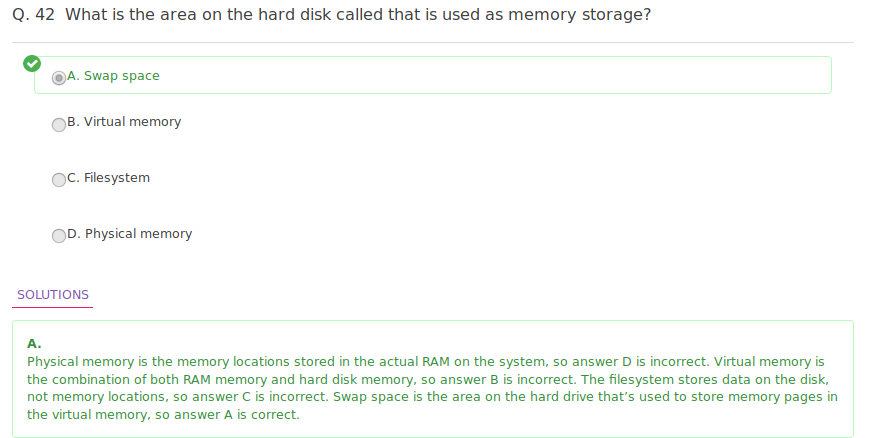 Q. 42 What is the area on the hard disk called that is used as memory storage?
A. Swap space
B. Virtual memory
C. Filesystem
D. Physical memory
SOLUTIONS
A.
Physical memory is the memory locations stored in the actual RAM on the system, so answer D is incorrect. Virtual memory is
the combination of both RAM memory and hard disk memory, so answer B is incorrect. The filesystem stores data on the disk,
not memory locations, so answer C is incorrect. Swap space is the area on the hard drive that’s used to store memory pages in
the virtual memory, so answer A is correct.